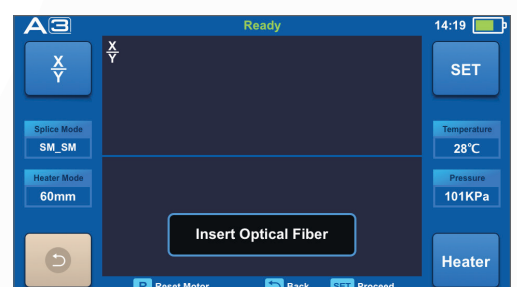 A3
Ready
14:19
X
Y
X
Y
SET
Splice Mode
SM_SM
Temperature
28℃
Heater Mode
60mm
Pressure
101KPa
Insert Optical Fiber
Heater
R Reset Motor
Back
SET Proceed